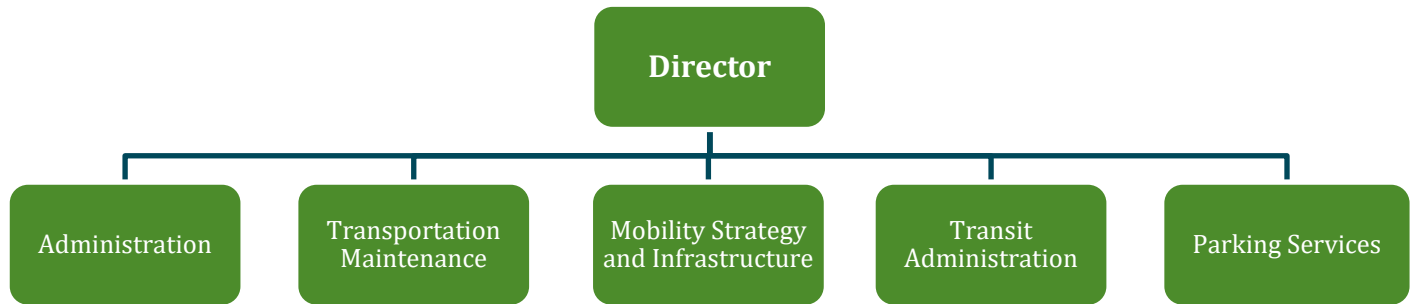 Director
Administration
Transportation
Maintenance
Mobility Strategy
and Infrastructure
Transit
Administration
Parking Services